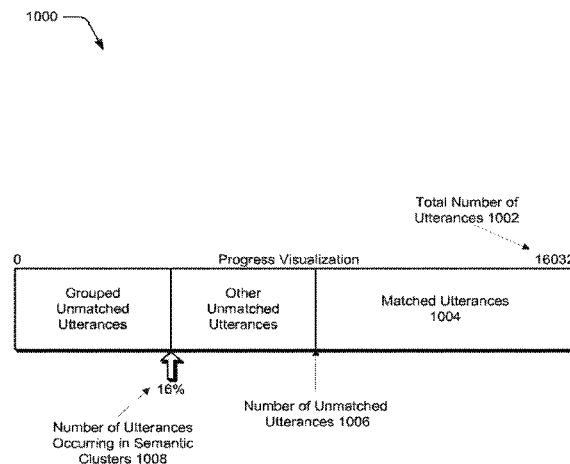 1000
Total Number of
Utterances 1002
0
Progress Visualization
16032
Grouped
Unmatched
Utterances
Other
Unmatched
Utterances
Matched Utterances
1004
16%
Number of Utterances
Occurring in Semantic
Clusters 1008
Number of Unmatched
Utterances 1006